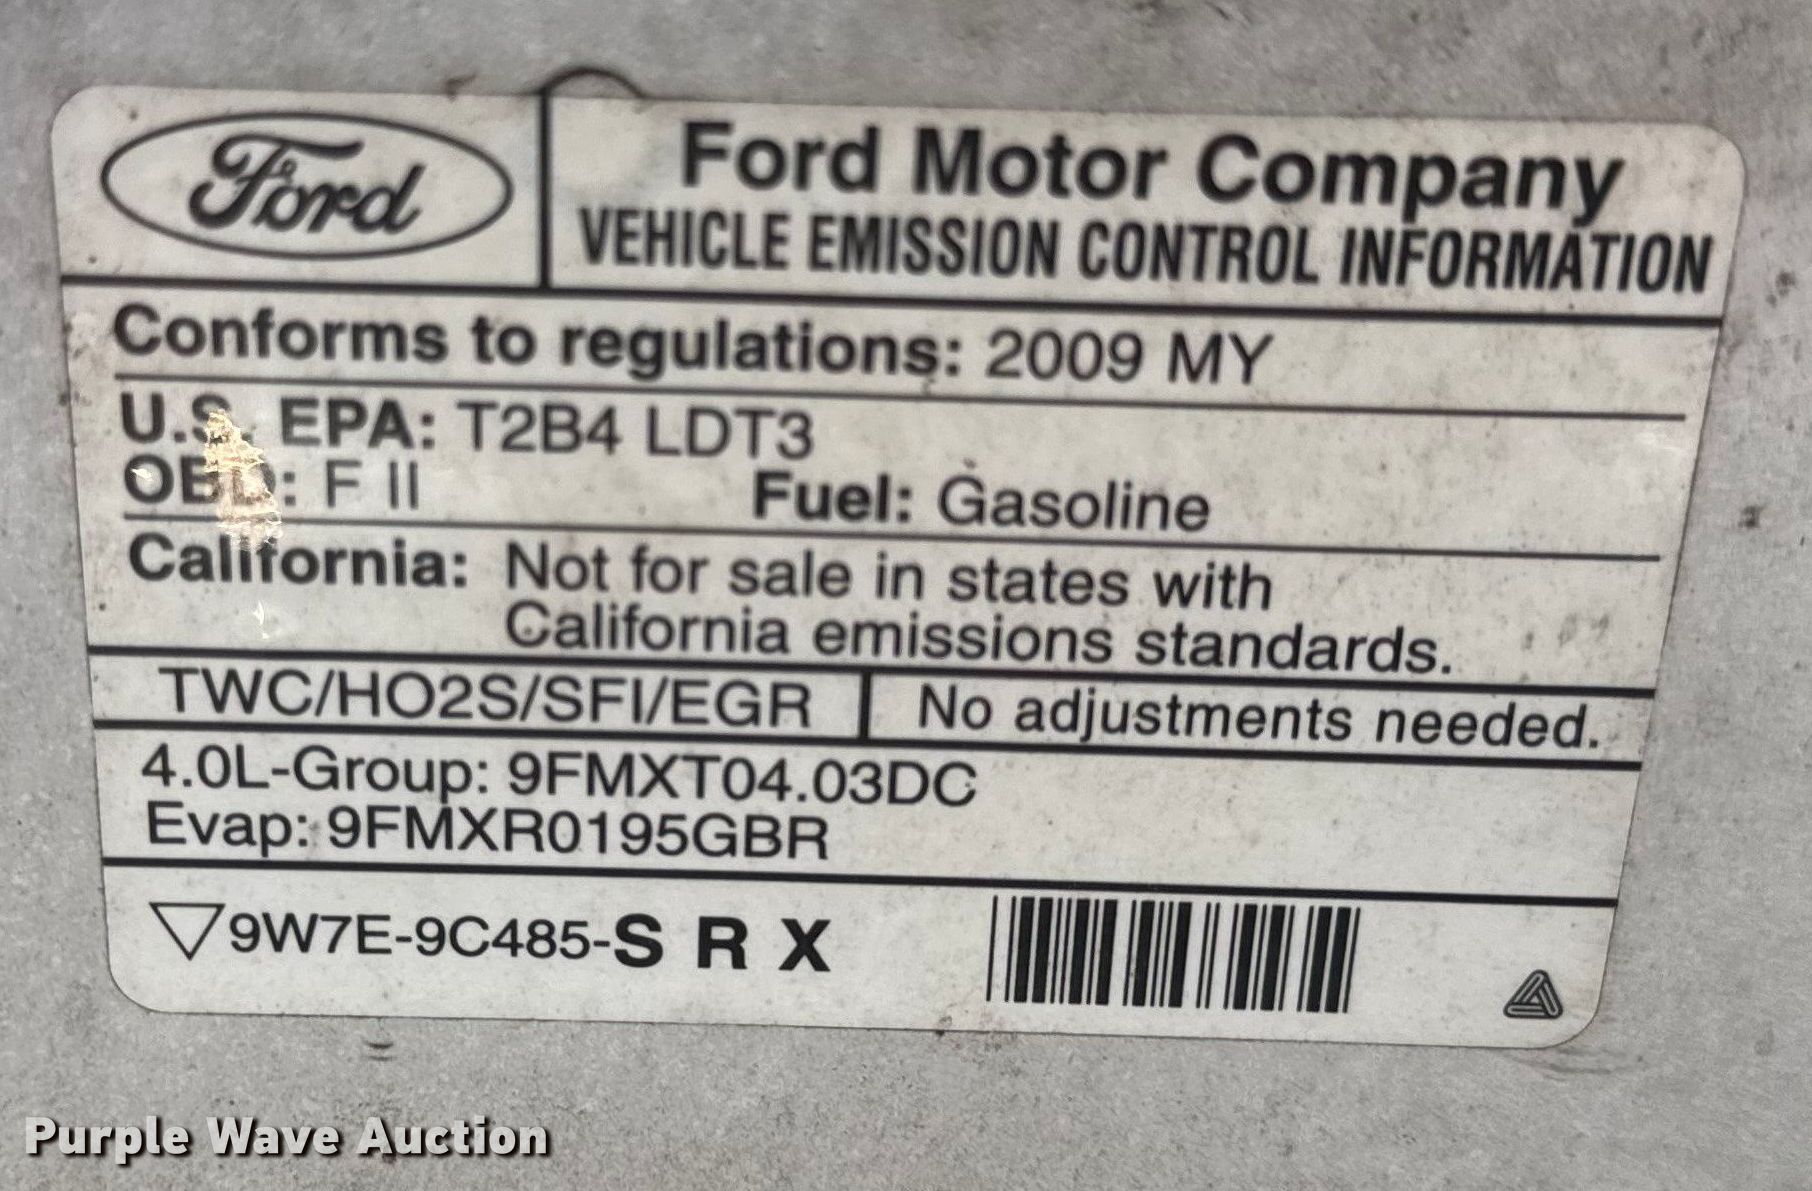 Ford
Ford Motor Company
VEHICLE EMISSION CONTROL INFORMATION
Conforms to regulations: 2009 MY
U.S. EPA: T2B4 LDT3
OBD: F II Fuel: Gasoline
California: Not for sale in states with
California emissions standards.
TWC/HO2S/SFI/EGR No adjustments needed.
4.0L-Group: 9FMXT04.03DC
Evap: 9FMXR0195GBR
9W7E-9C485-S R X
Purple Wave Auction